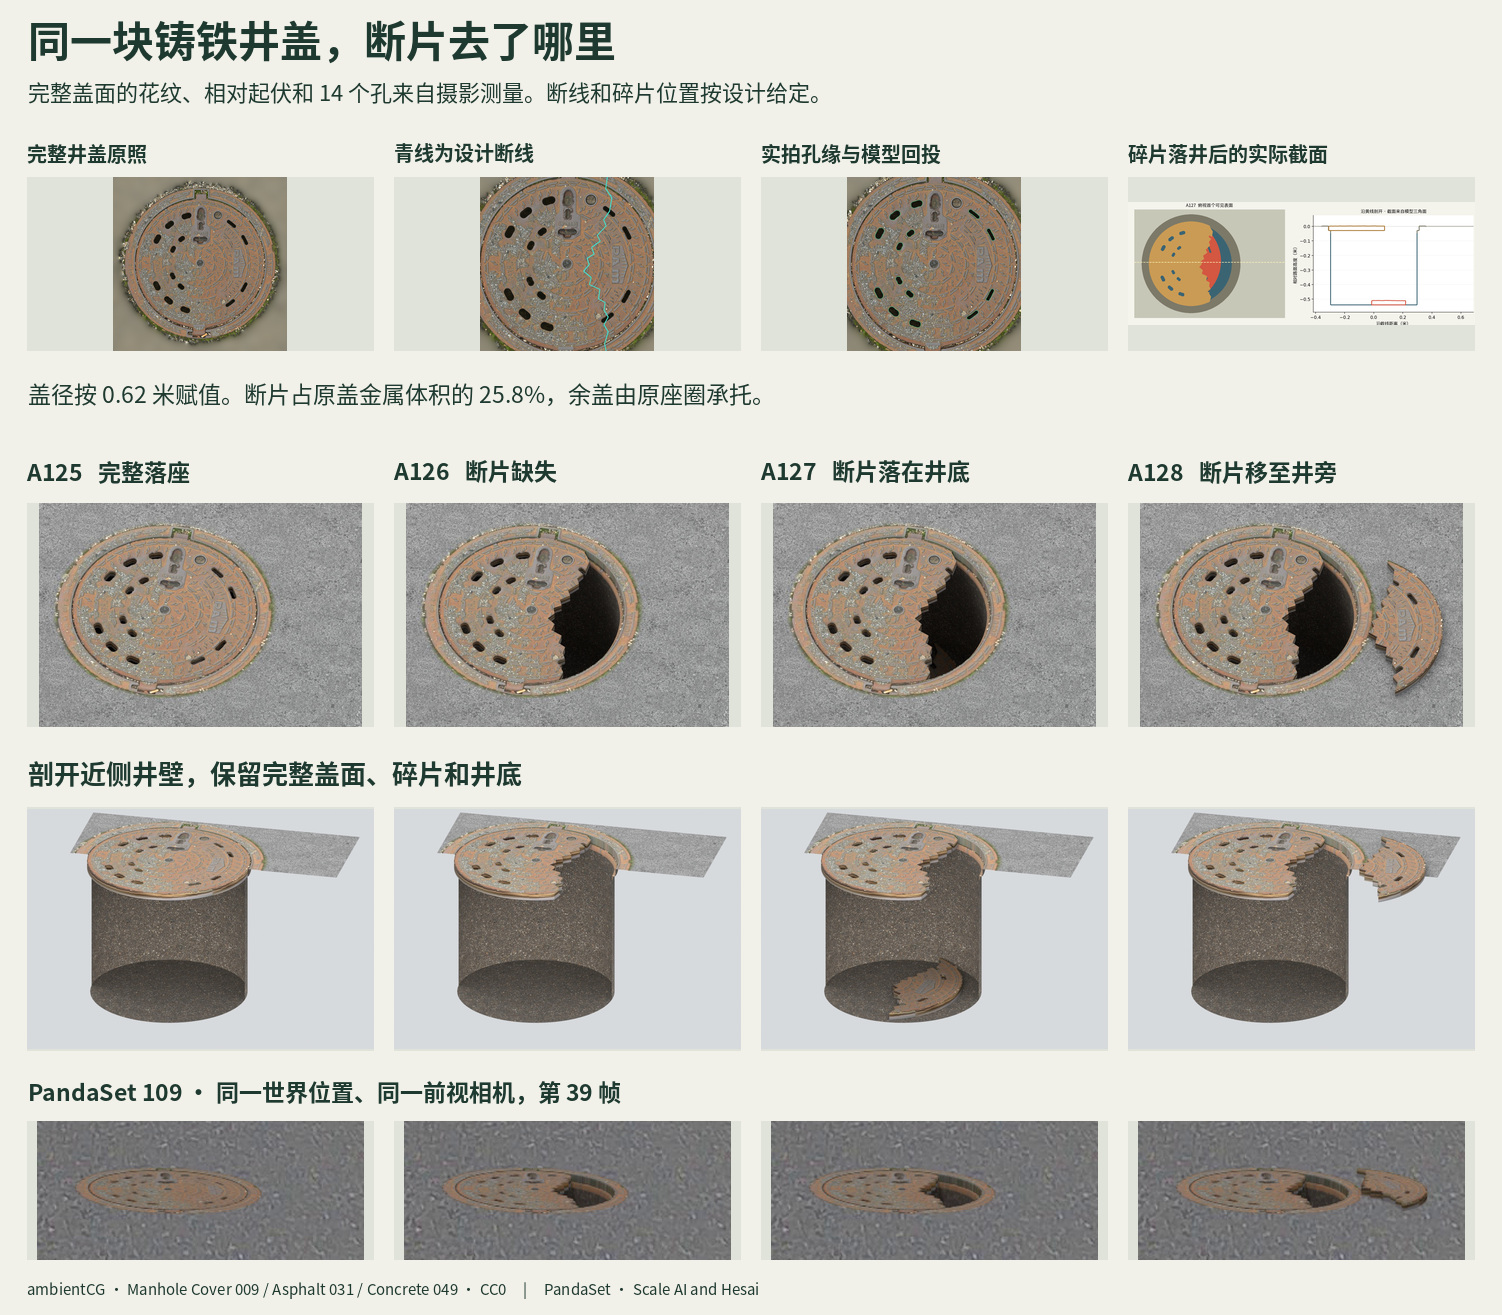 同一块铸铁井盖，断片去了哪里
完整盖面的花纹、相对起伏和 14 个孔来自摄影测量。断线和碎片位置按设计给定。
完整井盖原照
青线为设计断线
实拍孔缘与模型回投
碎片落井后的实际截面
盖径按 0.62 米赋值。断片占原盖金属体积的 25.8%，余盖由原座圈承托。
A125 完整落座
A126 断片缺失
A127 断片落在井底
A128 断片移至井旁
剖开近侧井壁，保留完整盖面、碎片和井底
PandaSet 109 · 同一世界位置、同一前视相机，第 39 帧
ambientCG · Manhole Cover 009 / Asphalt 031 / Concrete 049 · CC0 | PandaSet · Scale AI and Hesai